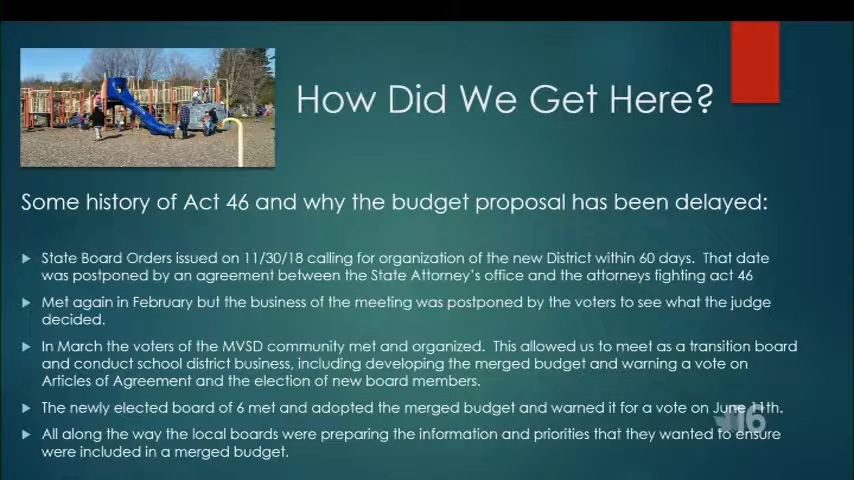 How Did We Get Here?
Some history of Act 46 and why the budget proposal has been delayed:
State Board Orders issued on 11/30/18 calling for organization of the new District within 60 days. That date
was postponed by an agreement between the State Attorney's office and the attorneys fighting act 46
Met again in February but the business of the meeting was postponed by the voters to see what the judge
decided.
In March the voters of the MVSD community met and organized. This allowed us to meet as a transition board
and conduct school district business, including developing the merged budget and warning a vote on
Articles of Agreement and the election of new board members.
The newly elected board of 6 met and adopted the merged budget and warned it for a vote on June 11th.
16
All along the way the local boards were preparing the information and priorities that they wanted to ensure
were included in a merged budget.